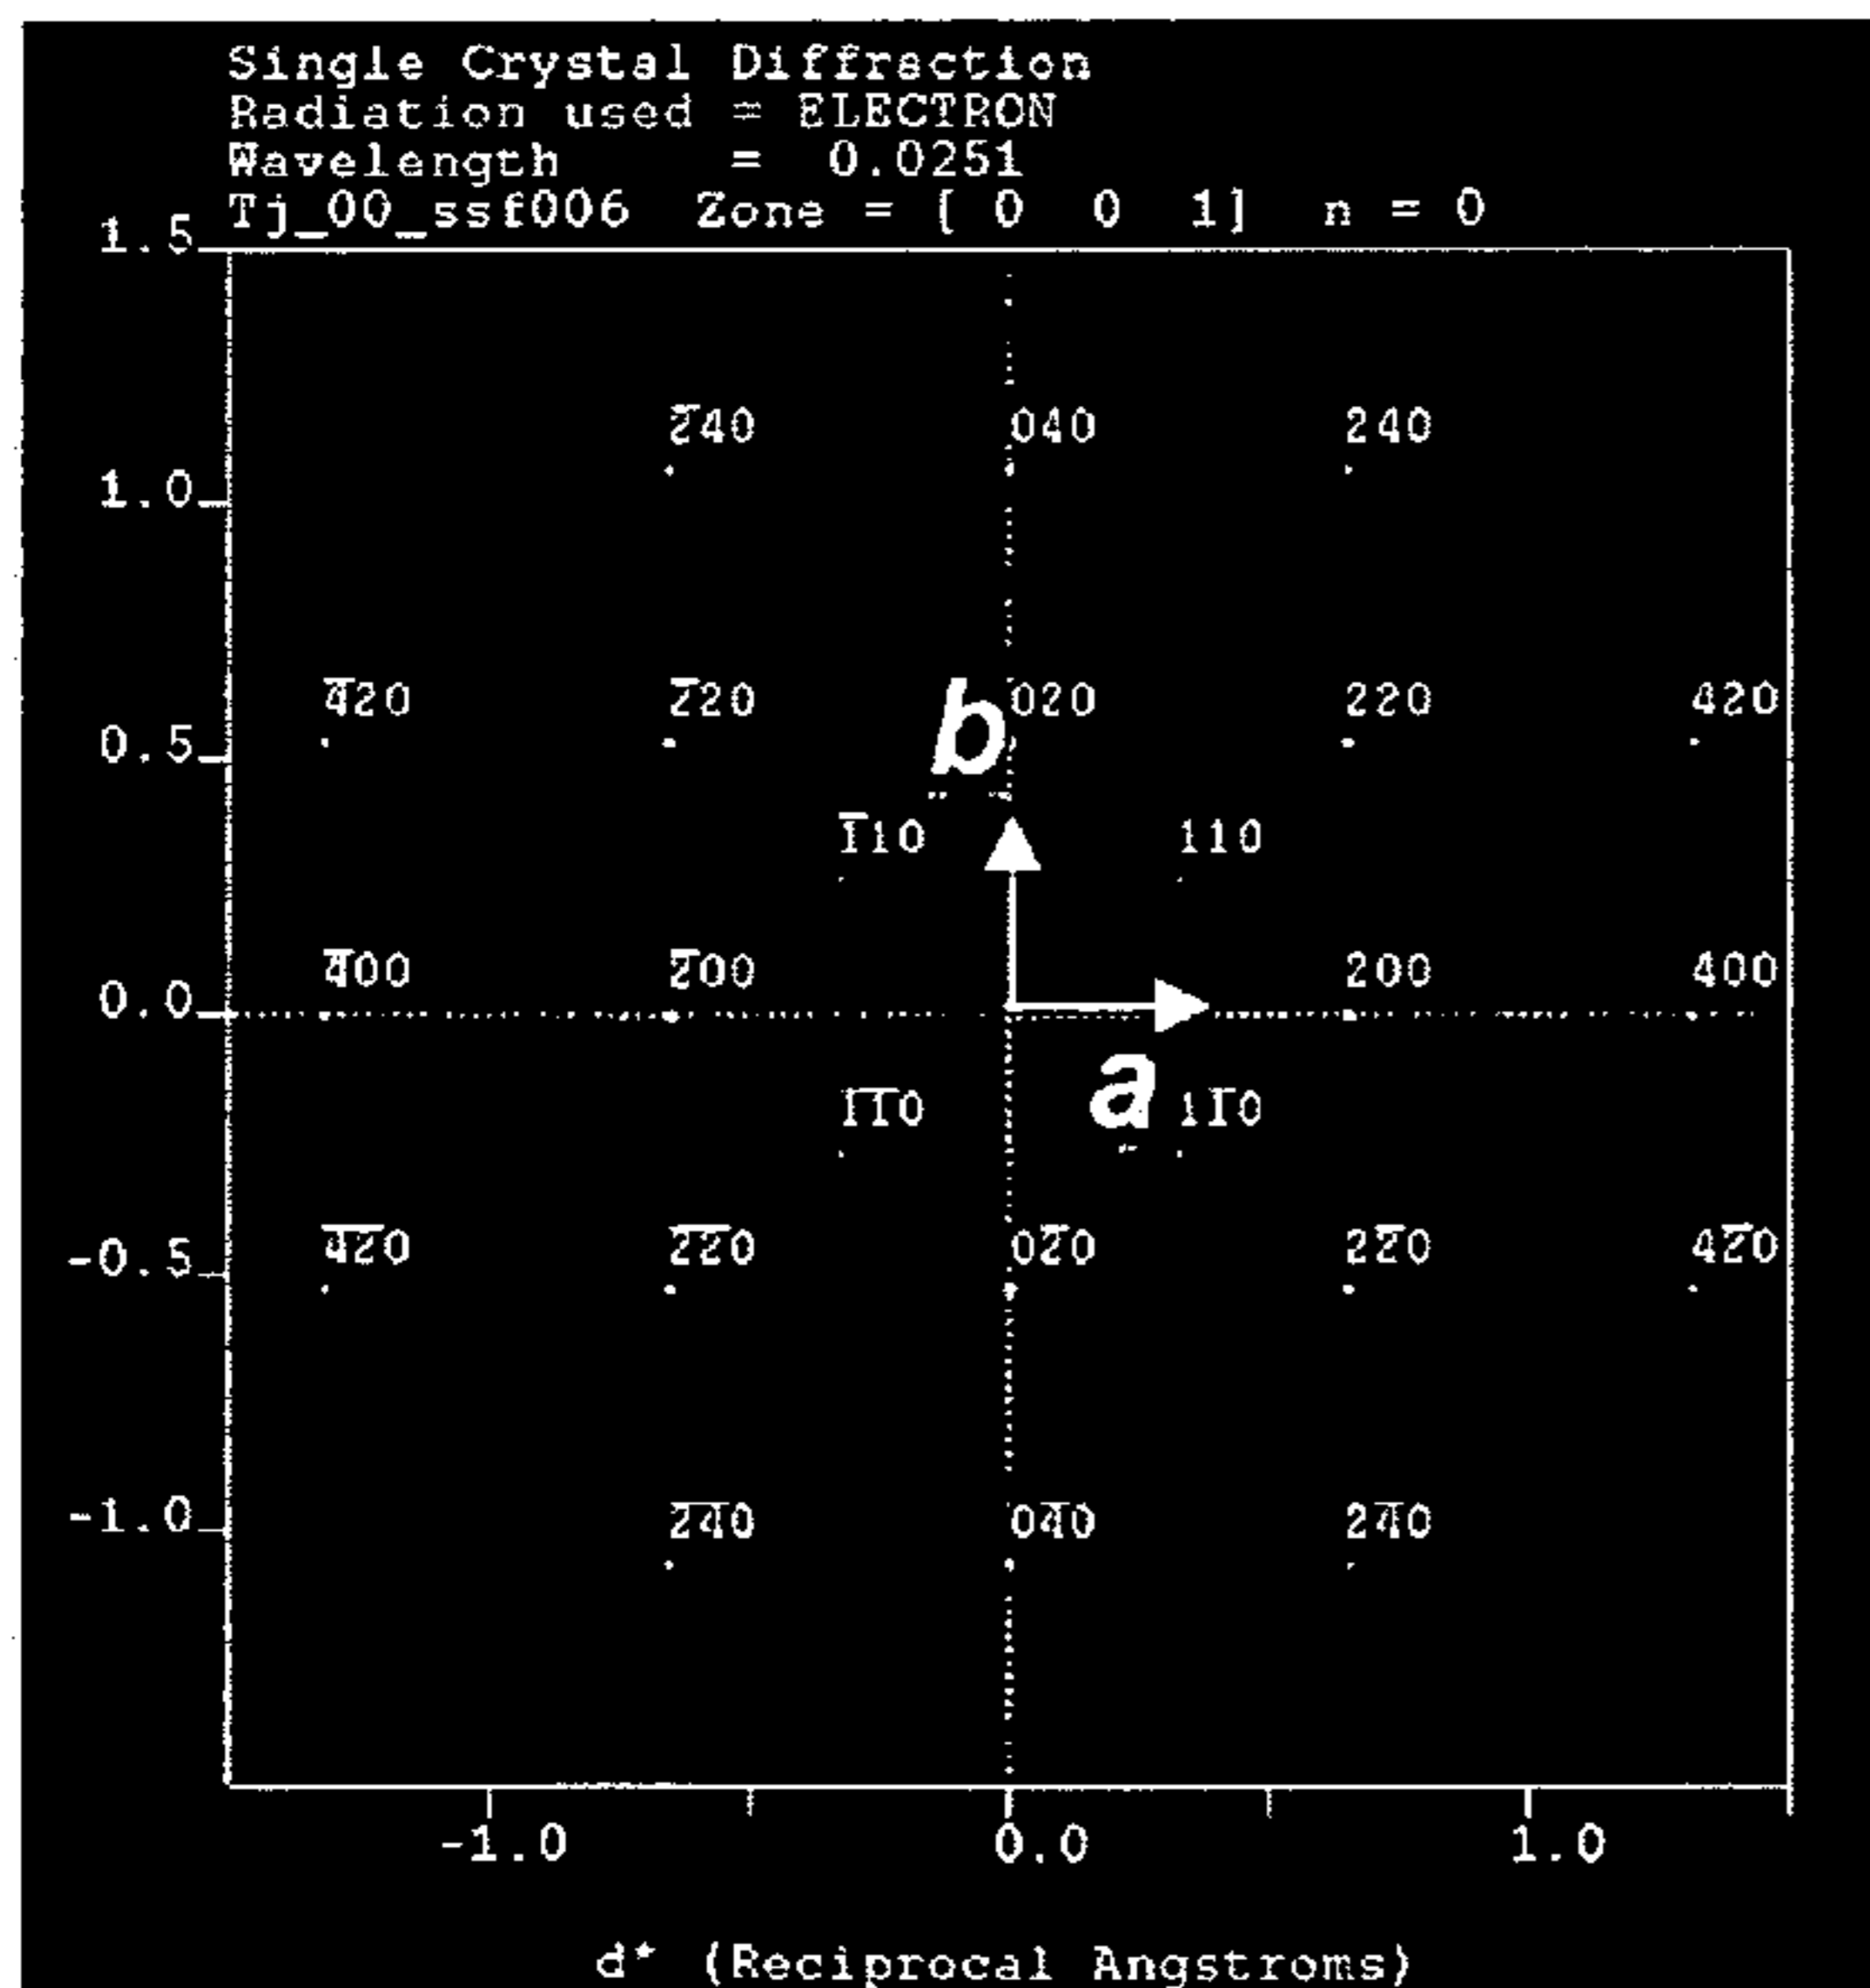 Single Crystal Diffraction
Radiation used = ELECTRON
Wavelength = 0.0251
Tj_00_ssf006 Zone = [ 0 0 1] n = 0
1.5
2̅40 040 240
1.0
4̅20 2̅20 020 220 420
b
0.5
1̅10 110
4̅00 2̅00 200 400
0.0
a
1̅1̅0 11̅0
4̅2̅0 2̅2̅0 02̅0 22̅0 42̅0
-0.5
2̅4̅0 04̅0 24̅0
-1.0
-1.0 0.0 1.0
d* (Reciprocal Angstroms)